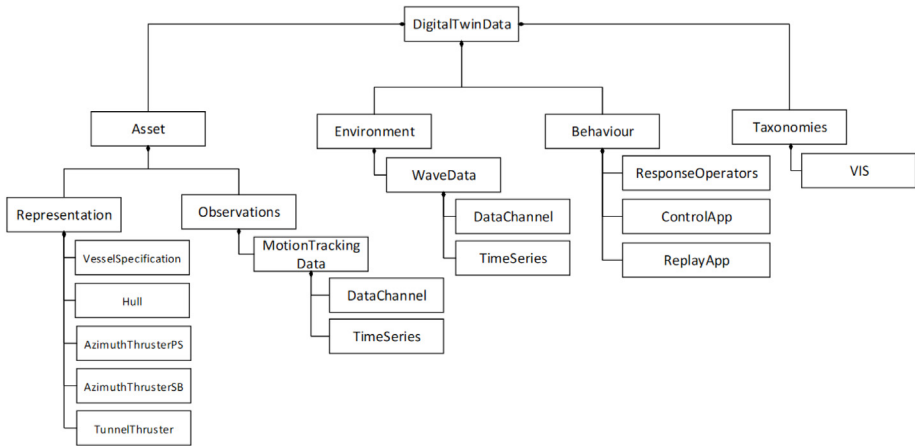 DigitalTwinData
Asset
Environment
Behaviour
Taxonomies
WaveData
ResponseOperators
VIS
Representation
Observations
DataChannel
ControlApp
VesselSpecification
MotionTracking
Data
TimeSeries
ReplayApp
Hull
DataChannel
AzimuthThrusterPS
TimeSeries
AzimuthThrusterSB
TunnelThruster